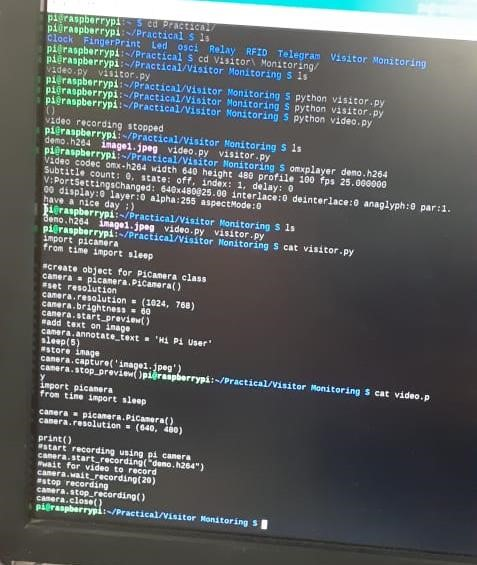 pi@raspberrypi:~ $ cd Practical/
pi@raspberrypi:~/Practical $ ls
Clock FingerPrint Led osci Relay RFID Telegram Visitor Monitoring
pi@raspberrypi:~/Practical $ cd Visitor\ Monitoring/
pi@raspberrypi:~/Practical/Visitor Monitoring $ ls
video.py visitor.py
pi@raspberrypi:~/Practical/Visitor Monitoring $ python visitor.py
pi@raspberrypi:~/Practical/Visitor Monitoring $ python visitor.py
pi@raspberrypi:~/Practical/Visitor Monitoring $ python video.py
()
video recording stopped
pi@raspberrypi:~/Practical/Visitor Monitoring $ ls
demo.h264 image1.jpeg video.py visitor.py
pi@raspberrypi:~/Practical/Visitor Monitoring $ omxplayer demo.h264
Video codec omx-h264 width 640 height 480 profile 100 fps 25.000000
Subtitle count: 0, state: off, index: 1, delay: 0
V:PortSettingsChanged: 640x480@25.00 interlace:0 deinterlace:0 anaglyph:0 par:1.
00 display:0 layer:0 alpha:255 aspectMode:0
have a nice day ;)
pi@raspberrypi:~/Practical/Visitor Monitoring $ ls
demo.h264 image1.jpeg video.py visitor.py
pi@raspberrypi:~/Practical/Visitor Monitoring $ cat visitor.py
import picamera
from time import sleep

#create object for PiCamera class
camera = picamera.PiCamera()
#set resolution
camera.resolution = (1024, 768)
camera.brightness = 60
camera.start_preview()
#add text on image
camera.annotate_text = 'Hi Pi User'
sleep(5)
#store image
camera.capture('image1.jpeg')
camera.stop_preview()pi@raspberrypi:~/Practical/Visitor Monitoring $ cat video.p
y
import picamera
from time import sleep

camera = picamera.PiCamera()
camera.resolution = (640, 480)

print()
#start recording using pi camera
camera.start_recording("demo.h264")
#wait for video to record
camera.wait_recording(20)
#stop recording
camera.stop_recording()
camera.close()
pi@raspberrypi:~/Practical/Visitor Monitoring $